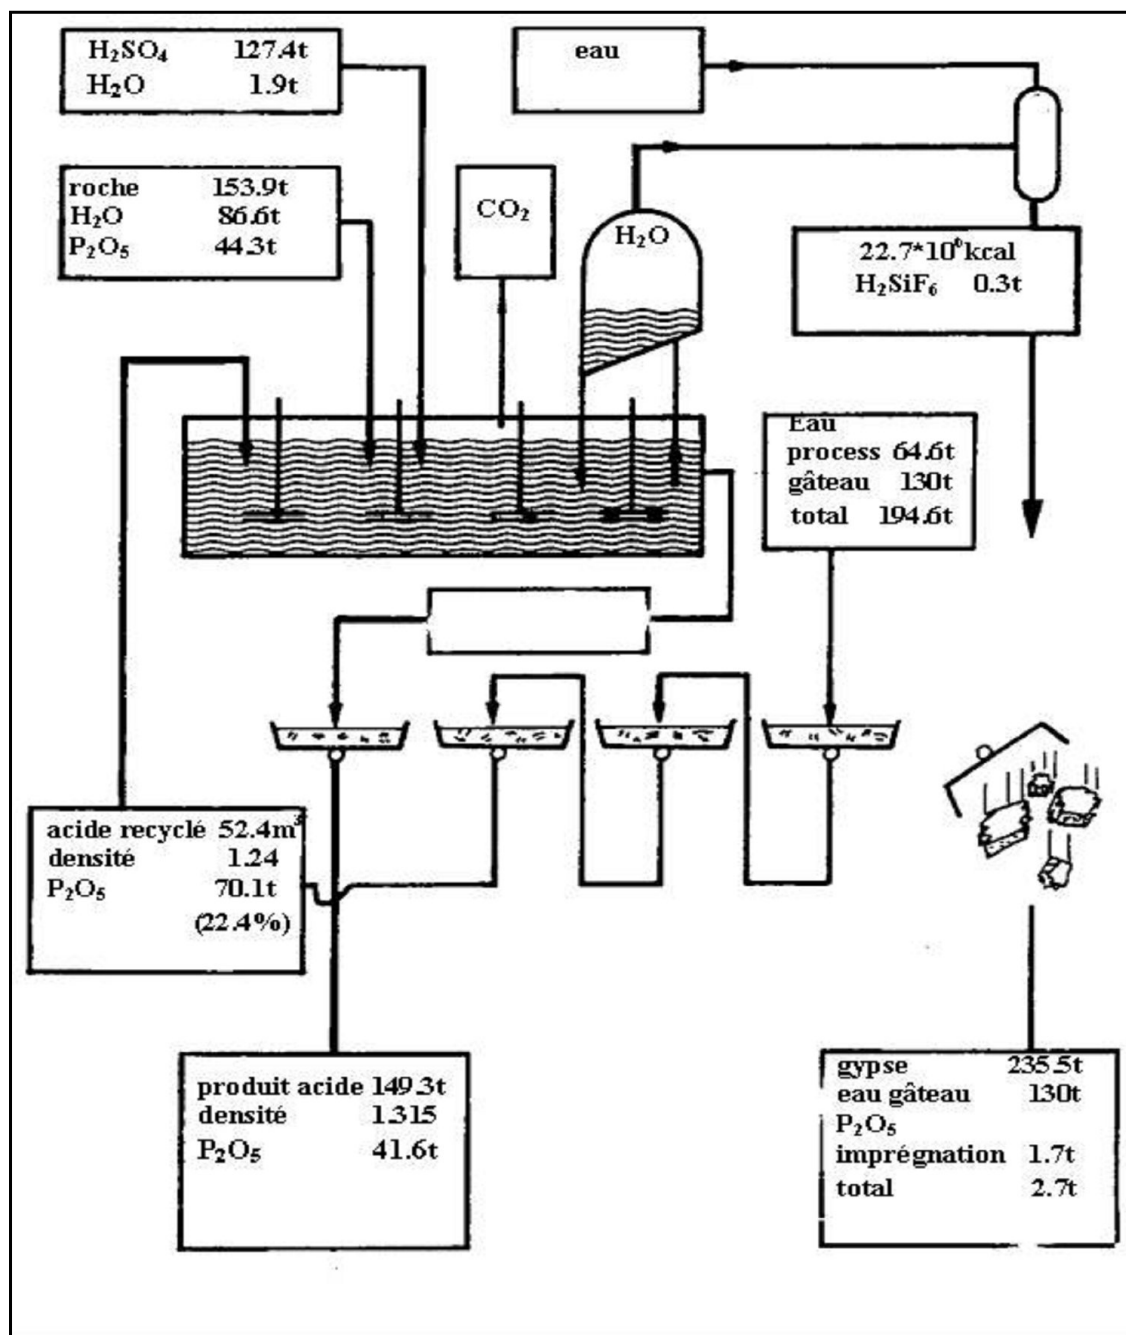 H₂SO₄ 127.4t
H₂O 1.9t
eau
roche 153.9t
H₂O 86.6t
P₂O₅ 44.3t
CO₂
H₂O
22.7*10⁶kcal
H₂SiF₆ 0.3t
Eau
process 64.6t
gâteau 130t
total 194.6t
acide recyclé 52.4m³
densité 1.24
P₂O₅ 70.1t
(22.4%)
produit acide 149.3t
densité 1.315
P₂O₅ 41.6t
gypse 235.5t
eau gâteau 130t
P₂O₅
imprégnation 1.7t
total 2.7t